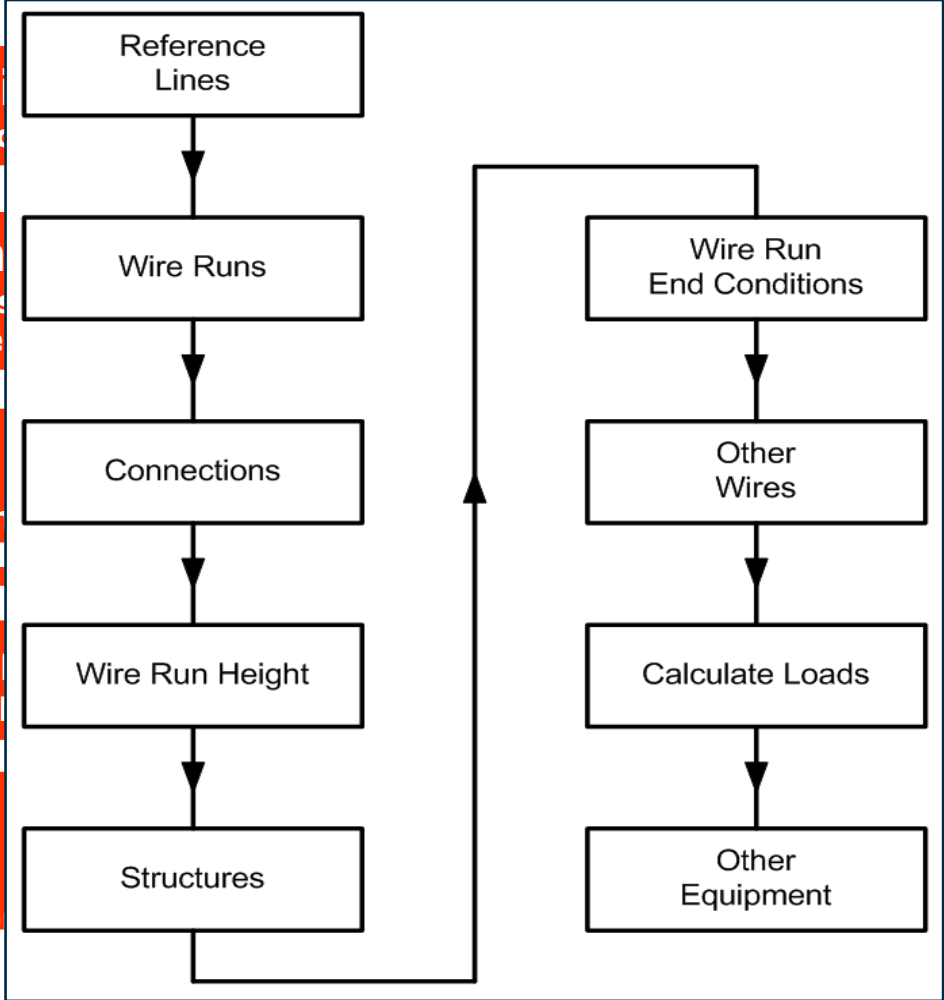 Reference
Lines
Wire Runs
Connections
Wire Run Height
Structures
Wire Run
End Conditions
Other
Wires
Calculate Loads
Other
Equipment